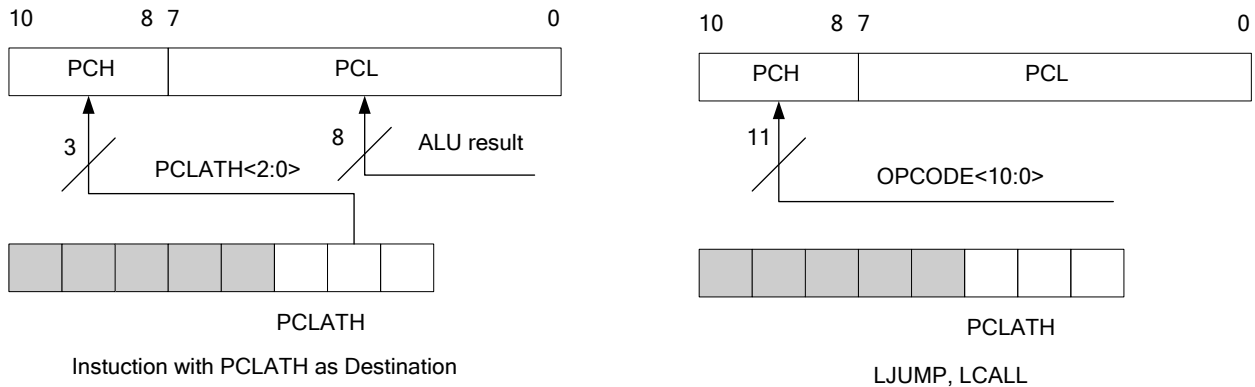 10 8 7 0
PCH PCL
3 8 ALU result
PCLATH<2:0>
PCLATH
Instuction with PCLATH as Destination
10 8 7 0
PCH PCL
11
OPCODE<10:0>
PCLATH
LJUMP, LCALL